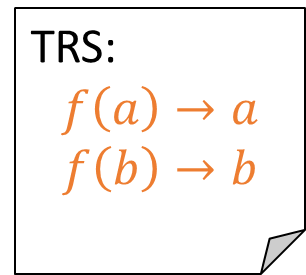 TRS:
f(a) → a
f(b) → b